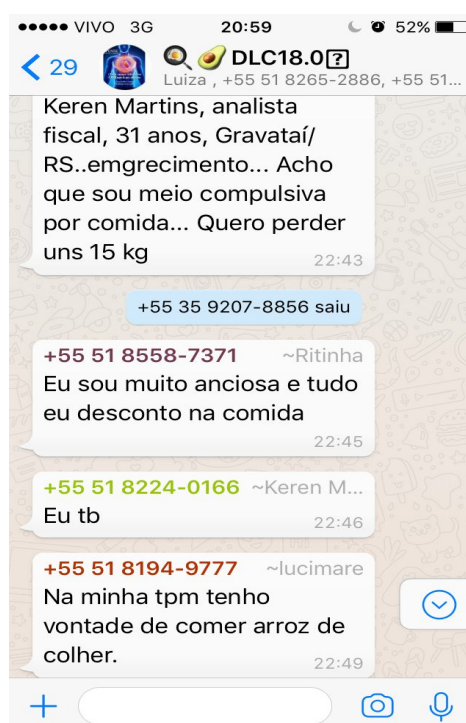 VIVO 3G 20:59 52%
29 DLC18.0?
Luiza , +55 51 8265-2886, +55 51...
Keren Martins, analista
fiscal, 31 anos, Gravataí/
RS..emgrecimento... Acho
que sou meio compulsiva
por comida... Quero perder
uns 15 kg
22:43
+55 35 9207-8856 saiu
+55 51 8558-7371 ~Ritinha
Eu sou muito anciosa e tudo
eu desconto na comida
22:45
+55 51 8224-0166 ~Keren M...
Eu tb
22:46
+55 51 8194-9777 ~lucimare
Na minha tpm tenho
vontade de comer arroz de
colher.
22:49